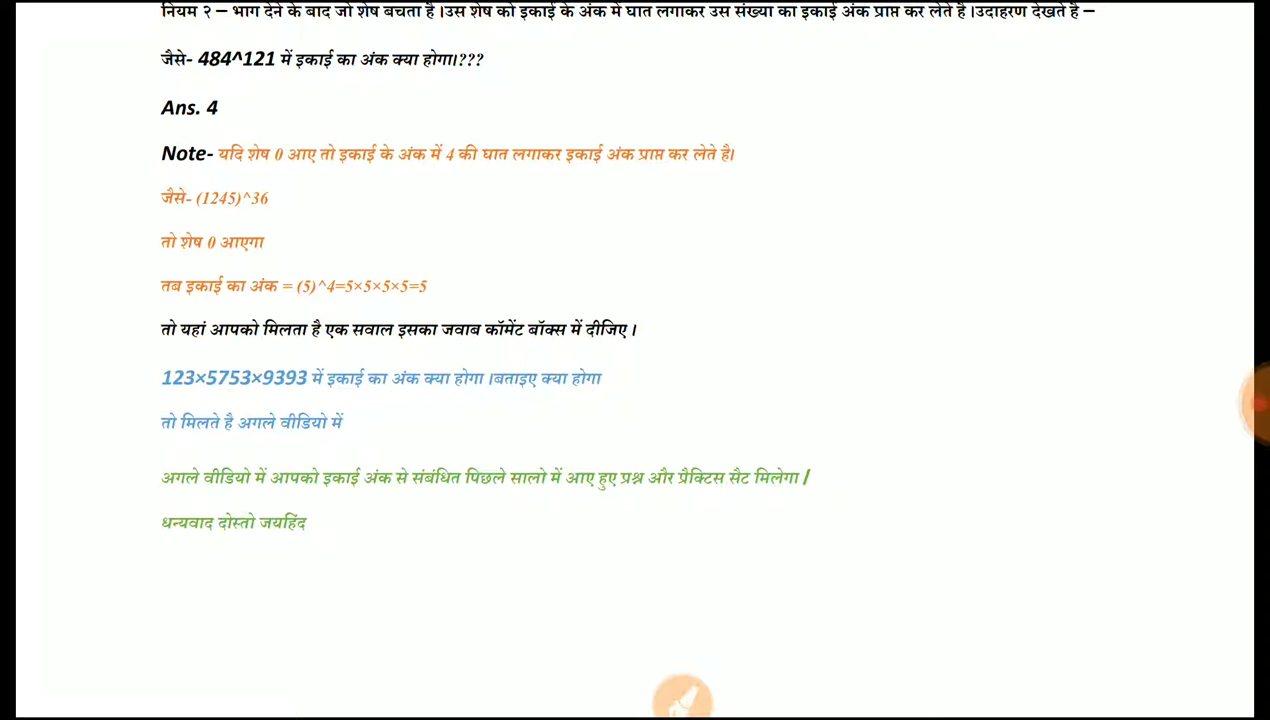 नियम २ – भाग देने के बाद जो शेष बचता है ।उस शेष को इकाई के अंक मे घात लगाकर उस संख्या का इकाई अंक प्राप्त कर लेते है ।उदाहरण देखते है –
जैसे- 484^121 में इकाई का अंक क्या होगा।???
Ans. 4
Note- यदि शेष 0 आए तो इकाई के अंक में 4 की घात लगाकर इकाई अंक प्राप्त कर लेते है।
जैसे- (1245)^36
तो शेष 0 आएगा
तब इकाई का अंक = (5)^4=5×5×5×5=5
तो यहां आपको मिलता है एक सवाल इसका जवाब कॉमेंट बॉक्स में दीजिए ।
123×5753×9393 में इकाई का अंक क्या होगा ।बताइए क्या होगा
तो मिलते है अगले वीडियो में
अगले वीडियो में आपको इकाई अंक से संबंधित पिछले सालो में आए हुए प्रश्न और प्रैक्टिस सैट मिलेगा /
धन्यवाद दोस्तो जयहिंद